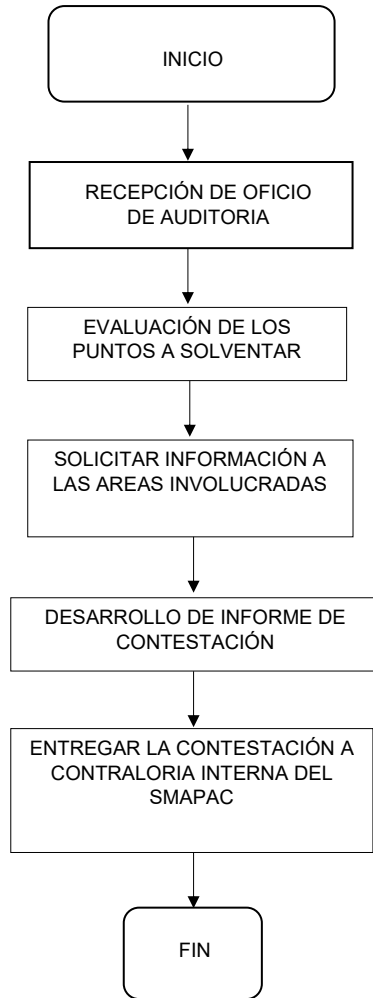 INICIO
RECEPCIÓN DE OFICIO
DE AUDITORIA
EVALUACIÓN DE LOS
PUNTOS A SOLVENTAR
SOLICITAR INFORMACIÓN A
LAS AREAS INVOLUCRADAS
DESARROLLO DE INFORME DE
CONTESTACIÓN
ENTREGAR LA CONTESTACIÓN A
CONTRALORIA INTERNA DEL
SMAPAC
FIN